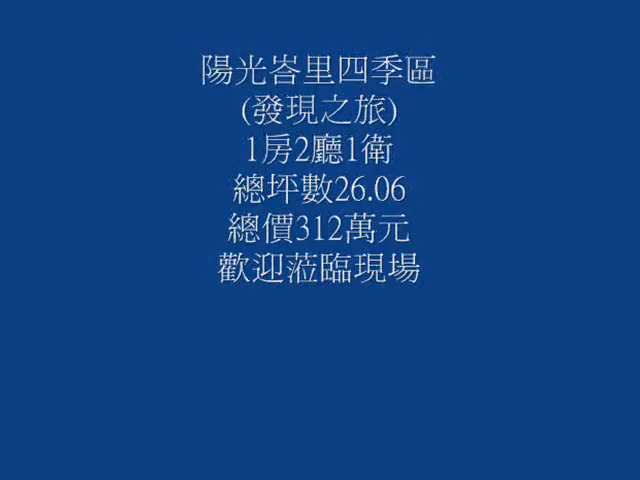 陽光峇里四季區
(發現之旅)
1房2廳1衛
總坪數26.06
總價312萬元
歡迎蒞臨現場